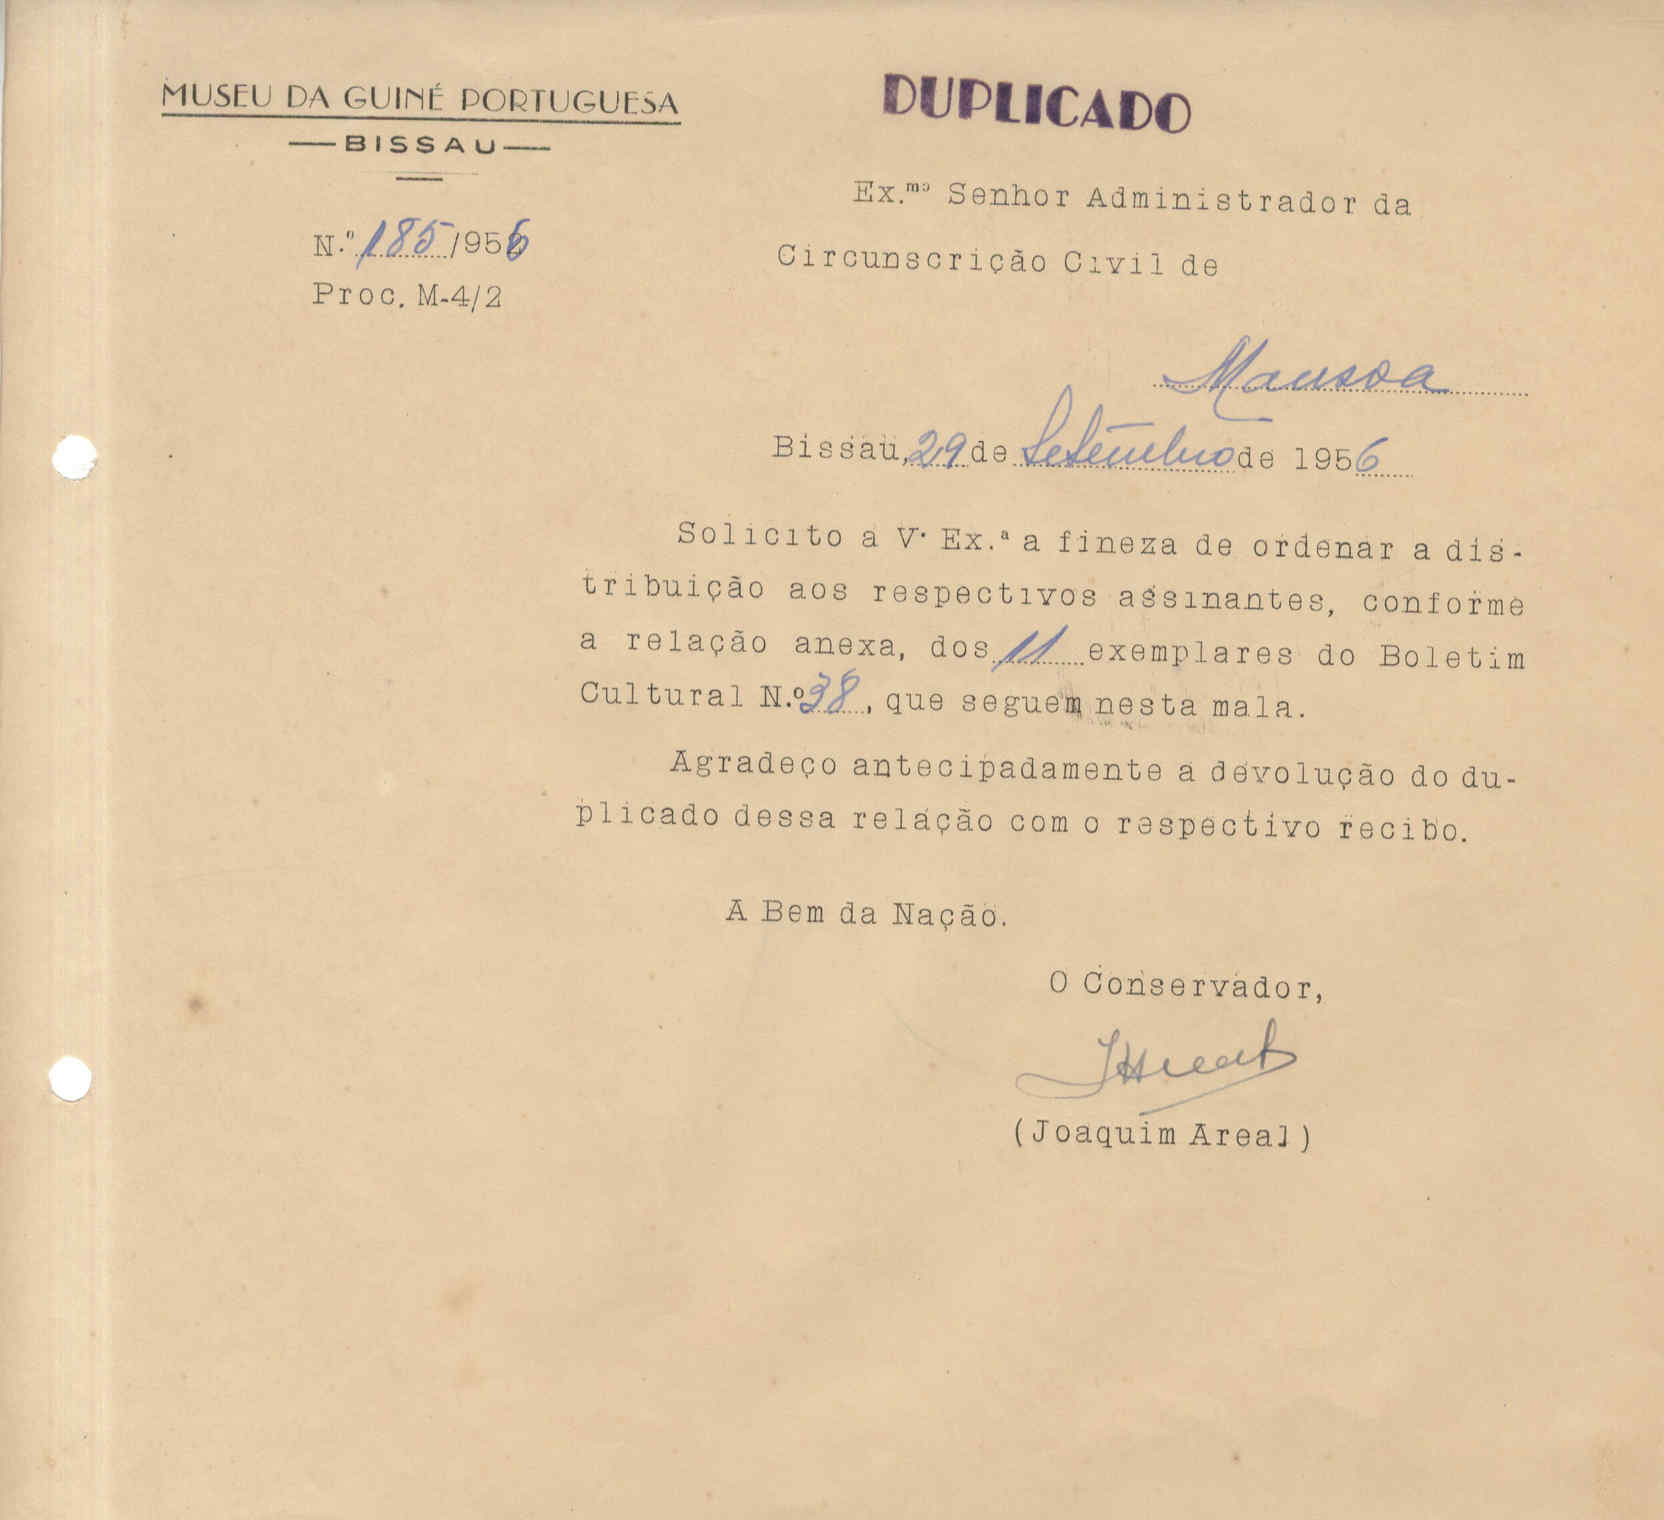 MUSEU DA GUINÉ PORTUGUESA
BISSAU
DUPLICADO
N.º 185/956
Proc. M-4/2
Ex.mo Senhor Administrador da
Circunscrição Civil de
Mansoa
Bissau, 29 de Setembro de 1956
Solicito a V. Ex.ª a fineza de ordenar a dis-
tribuição aos respectivos assinantes, conforme
a relação anexa, dos 11 exemplares do Boletim
Cultural N.º 38, que seguem nesta mala.
Agradeço antecipadamente a devolução do du-
plicado dessa relação com o respectivo recibo.
A Bem da Nação.
O Conservador,
JAreal
(Joaquim Areal)